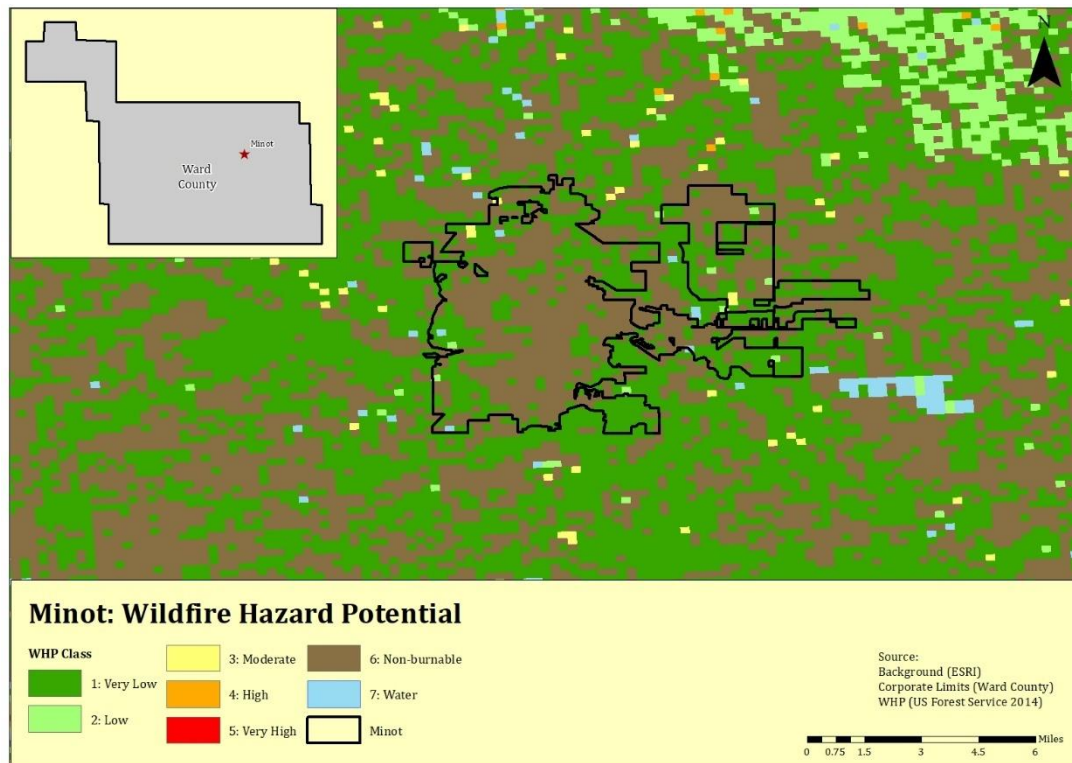 Minot
Ward
County
N
Minot: Wildfire Hazard Potential
WHP Class
1: Very Low
2: Low
3: Moderate
4: High
5: Very High
6: Non-burnable
7: Water
Minot
Source:
Background (ESRI)
Corporate Limits (Ward County)
WHP (US Forest Service 2014)
Miles
0 0.75 1.5 3 4.5 6